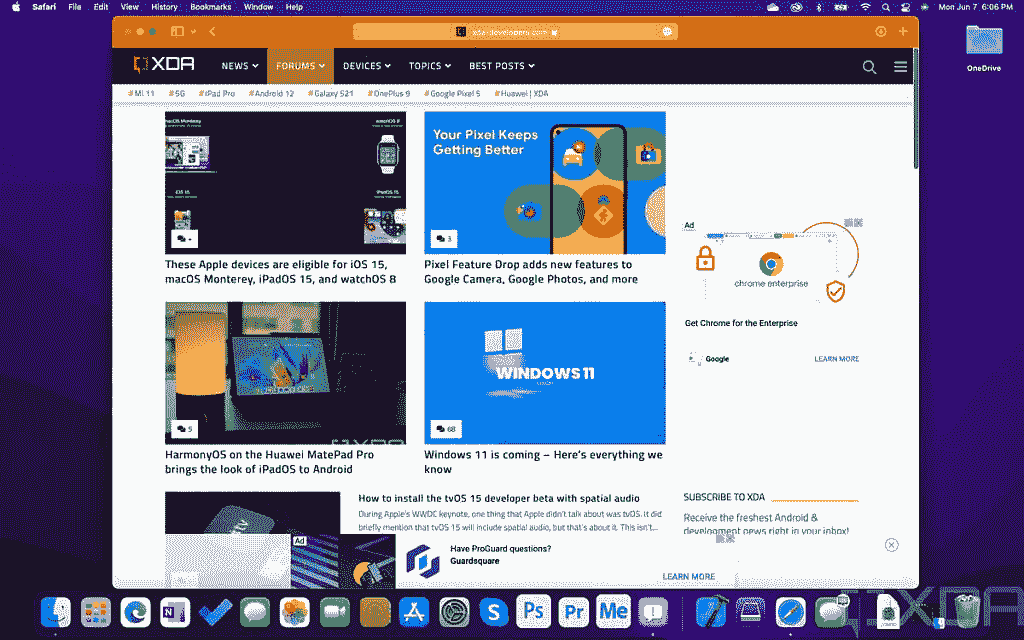 Safari File Edit View History Bookmarks Window Help Mon Jun 7 6:06 PM
xda-developers.com
OneDrive
XDA NEWS FORUMS DEVICES TOPICS BEST POSTS
#Mi 11 #5G #iPad Pro #Android 12 #Galaxy S21 #OnePlus 9 #Google Pixel 5 #Huawei | XDA
macOS Monterey
watchOS 8
iOS 15
iPadOS 15
These Apple devices are eligible for iOS 15,
macOS Monterey, iPadOS 15, and watchOS 8
Your Pixel Keeps
Getting Better
3
Pixel Feature Drop adds new features to
Google Camera, Google Photos, and more
Ad
chrome enterprise
Get Chrome for the Enterprise
Google LEARN MORE
5
XDA
HarmonyOS on the Huawei MatePad Pro
brings the look of iPadOS to Android
WINDOWS 11
68
Windows 11 is coming – Here's everything we
know
tv
How to install the tvOS 15 developer beta with spatial audio
During Apple's WWDC keynote, one thing that Apple didn't talk about was tvOS. It did
briefly mention that tvOS 15 will include spatial audio, but that's about it. This isn't...
SUBSCRIBE TO XDA
Receive the freshest Android &
development news right in your inbox!
Ad
Have ProGuard questions?
Guardsquare
LEARN MORE
N
S
Ps
Pr
Me
XDA